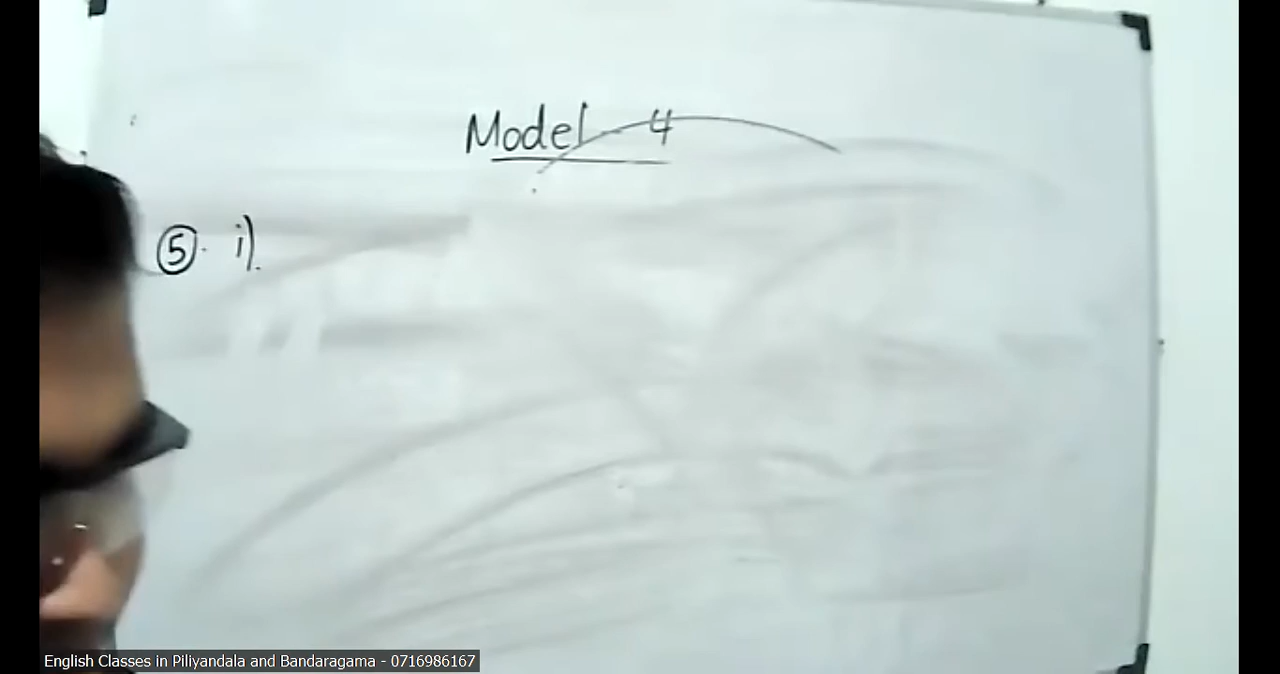 Model - 4
⑤. i).
English Classes in Piliyandala and Bandaragama - 0716986167